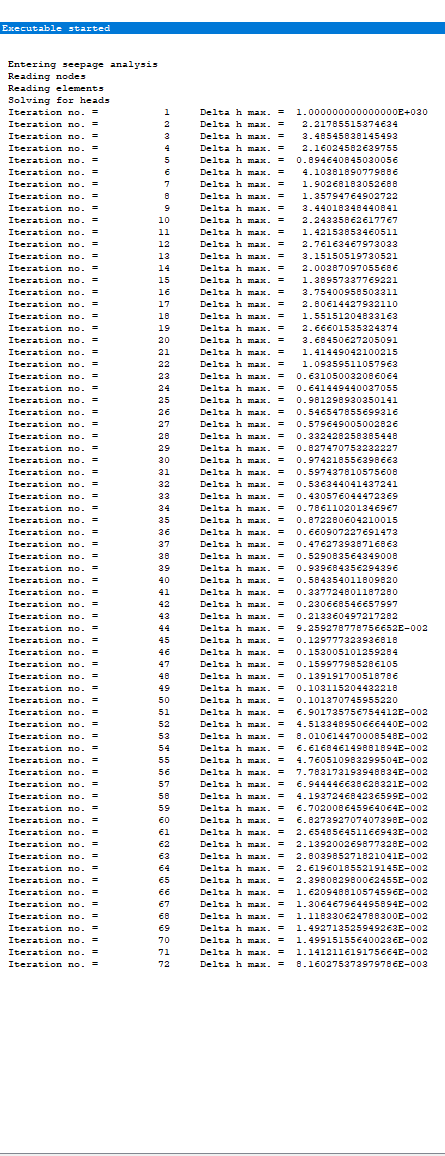 Executable started
Entering seepage analysis
Reading nodes
Reading elements
Solving for heads
Iteration no. = 1 Delta h max. = 1.000000000000000E+030
Iteration no. = 2 Delta h max. = 2.21785515374634
Iteration no. = 3 Delta h max. = 3.48545838145493
Iteration no. = 4 Delta h max. = 2.16024582639755
Iteration no. = 5 Delta h max. = 0.894640845030056
Iteration no. = 6 Delta h max. = 4.10381890779886
Iteration no. = 7 Delta h max. = 1.90268183052688
Iteration no. = 8 Delta h max. = 1.35794764902722
Iteration no. = 9 Delta h max. = 3.44018348440841
Iteration no. = 10 Delta h max. = 2.24335862617767
Iteration no. = 11 Delta h max. = 1.42153853460511
Iteration no. = 12 Delta h max. = 2.76163467973033
Iteration no. = 13 Delta h max. = 3.15150519730521
Iteration no. = 14 Delta h max. = 2.00387097055686
Iteration no. = 15 Delta h max. = 1.38957337769221
Iteration no. = 16 Delta h max. = 3.75400958503311
Iteration no. = 17 Delta h max. = 2.80614427932110
Iteration no. = 18 Delta h max. = 1.55151204833163
Iteration no. = 19 Delta h max. = 2.66601535324374
Iteration no. = 20 Delta h max. = 3.68450627205091
Iteration no. = 21 Delta h max. = 1.41449042100215
Iteration no. = 22 Delta h max. = 1.09359511057963
Iteration no. = 23 Delta h max. = 0.631050032086064
Iteration no. = 24 Delta h max. = 0.641449440037055
Iteration no. = 25 Delta h max. = 0.981298930350141
Iteration no. = 26 Delta h max. = 0.546547855699316
Iteration no. = 27 Delta h max. = 0.579649005002826
Iteration no. = 28 Delta h max. = 0.332428258385448
Iteration no. = 29 Delta h max. = 0.827470753232227
Iteration no. = 30 Delta h max. = 0.974218556398663
Iteration no. = 31 Delta h max. = 0.597437810575608
Iteration no. = 32 Delta h max. = 0.536344041437241
Iteration no. = 33 Delta h max. = 0.430576044472369
Iteration no. = 34 Delta h max. = 0.786110201346967
Iteration no. = 35 Delta h max. = 0.872280604210015
Iteration no. = 36 Delta h max. = 0.660907227691473
Iteration no. = 37 Delta h max. = 0.476273938716863
Iteration no. = 38 Delta h max. = 0.529083564349008
Iteration no. = 39 Delta h max. = 0.939684356294396
Iteration no. = 40 Delta h max. = 0.584354011809820
Iteration no. = 41 Delta h max. = 0.337724801187280
Iteration no. = 42 Delta h max. = 0.230668546657997
Iteration no. = 43 Delta h max. = 0.213360497217282
Iteration no. = 44 Delta h max. = 9.259278778756652E-002
Iteration no. = 45 Delta h max. = 0.129777323936818
Iteration no. = 46 Delta h max. = 0.153005101259284
Iteration no. = 47 Delta h max. = 0.159977985286105
Iteration no. = 48 Delta h max. = 0.139191700518786
Iteration no. = 49 Delta h max. = 0.103115204432218
Iteration no. = 50 Delta h max. = 0.101370745955220
Iteration no. = 51 Delta h max. = 6.901735756754412E-002
Iteration no. = 52 Delta h max. = 4.513348950666440E-002
Iteration no. = 53 Delta h max. = 8.010614470008548E-002
Iteration no. = 54 Delta h max. = 6.616846149881894E-002
Iteration no. = 55 Delta h max. = 4.760510983299504E-002
Iteration no. = 56 Delta h max. = 7.783173193948834E-002
Iteration no. = 57 Delta h max. = 6.944446638628321E-002
Iteration no. = 58 Delta h max. = 4.193724684236599E-002
Iteration no. = 59 Delta h max. = 6.702008645964064E-002
Iteration no. = 60 Delta h max. = 6.827392707407398E-002
Iteration no. = 61 Delta h max. = 2.654856451166943E-002
Iteration no. = 62 Delta h max. = 2.139200269877328E-002
Iteration no. = 63 Delta h max. = 2.803985271821041E-002
Iteration no. = 64 Delta h max. = 2.619601855219145E-002
Iteration no. = 65 Delta h max. = 2.398082980062455E-002
Iteration no. = 66 Delta h max. = 1.620948810574596E-002
Iteration no. = 67 Delta h max. = 1.306467964495894E-002
Iteration no. = 68 Delta h max. = 1.118330624788300E-002
Iteration no. = 69 Delta h max. = 1.492713525949263E-002
Iteration no. = 70 Delta h max. = 1.499151556400236E-002
Iteration no. = 71 Delta h max. = 1.141211619175664E-002
Iteration no. = 72 Delta h max. = 8.160275373979786E-003